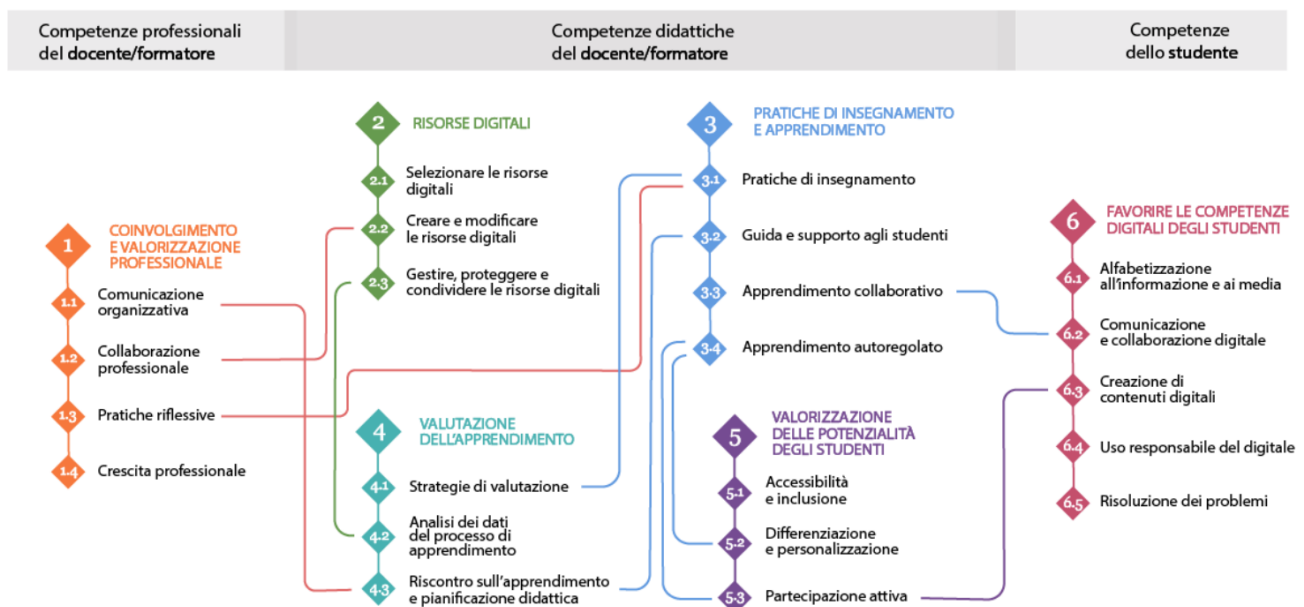 Competenze professionali
del docente/formatore
Competenze didattiche
del docente/formatore
Competenze
dello studente
1
COINVOLGIMENTO
E VALORIZZAZIONE
PROFESSIONALE
1.1
Comunicazione
organizzativa
1.2
Collaborazione
professionale
1.3
Pratiche riflessive
1.4
Crescita professionale
2
RISORSE DIGITALI
2.1
Selezionare le risorse
digitali
2.2
Creare e modificare
le risorse digitali
2.3
Gestire, proteggere e
condividere le risorse digitali
3
PRATICHE DI INSEGNAMENTO
E APPRENDIMENTO
3.1
Pratiche di insegnamento
3.2
Guida e supporto agli studenti
3.3
Apprendimento collaborativo
3.4
Apprendimento autoregolato
4
VALUTAZIONE
DELL'APPRENDIMENTO
4.1
Strategie di valutazione
4.2
Analisi dei dati
del processo di
apprendimento
4.3
Riscontro sull'apprendimento
e pianificazione didattica
5
VALORIZZAZIONE
DELLE POTENZIALITÀ
DEGLI STUDENTI
5.1
Accessibilità
e inclusione
5.2
Differenziazione
e personalizzazione
5.3
Partecipazione attiva
6
FAVORIRE LE COMPETENZE
DIGITALI DEGLI STUDENTI
6.1
Alfabetizzazione
all'informazione e ai media
6.2
Comunicazione
e collaborazione digitale
6.3
Creazione di
contenuti digitali
6.4
Uso responsabile del digitale
6.5
Risoluzione dei problemi